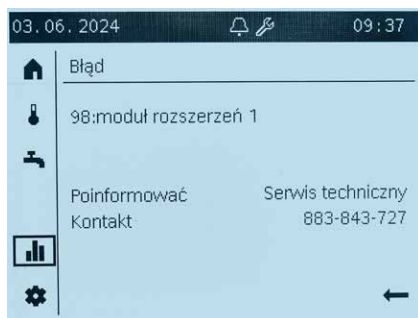 03.06.2024 09:37
Błąd
98:moduł rozszerzeń 1
Poinformować Serwis techniczny
Kontakt 883-843-727